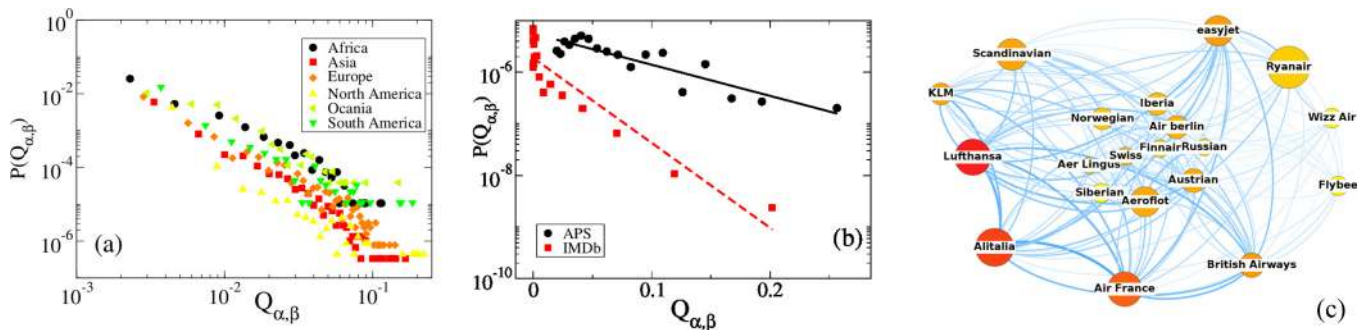 (a)
10^0
10^-2
10^-4
10^-6
P(Q_α,β)
10^-3
10^-2
10^-1
Q_α,β
Africa
Asia
Europe
North America
Ocania
South America
(b)
10^-6
10^-8
10^-10
P(Q_α,β)
0
0.1
0.2
Q_α,β
APS
IMDb
easyjet
Scandinavian
Ryanair
KLM
Iberia
Norwegian
Wizz Air
Air berlin
Finnair
Russian
Lufthansa
Swiss
Aer Lingus
Austrian
Flybee
Siberian
Aeroflot
Alitalia
British Airways
Air France
(c)